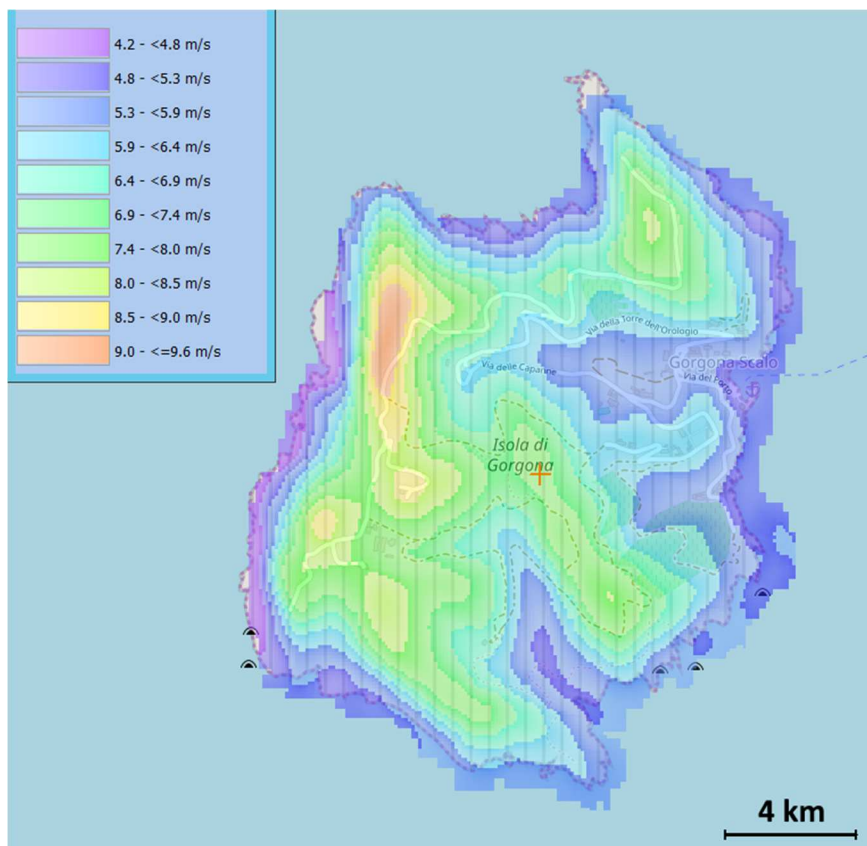 4.2 - <4.8 m/s
4.8 - <5.3 m/s
5.3 - <5.9 m/s
5.9 - <6.4 m/s
6.4 - <6.9 m/s
6.9 - <7.4 m/s
7.4 - <8.0 m/s
8.0 - <8.5 m/s
8.5 - <9.0 m/s
9.0 - <=9.6 m/s
Via della Torre dell'Orologio
Via delle Capanne
Gorgona Scalo
Via del Porto
Isola di
Gorgona
4 km